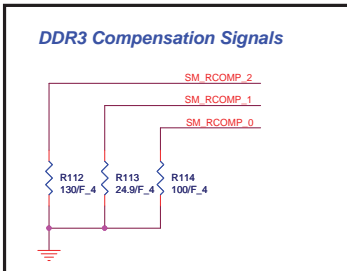 DDR3 Compensation Signals
SM_RCOMP_2
SM_RCOMP_1
SM_RCOMP_0
R112 R113 R114
130/F_4 24.9/F_4 100/F_4